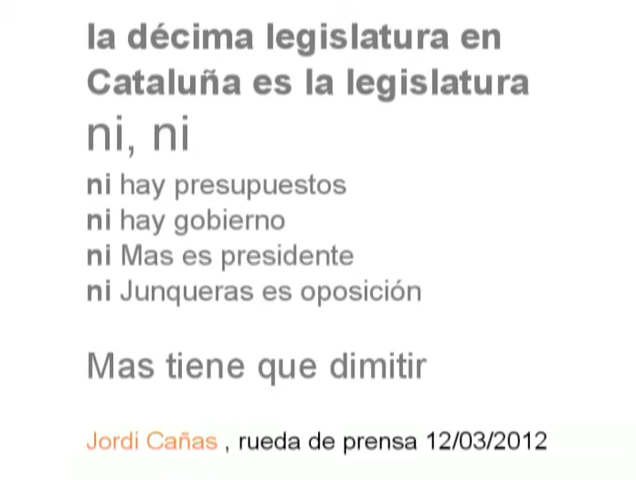 la décima legislatura en
Cataluña es la legislatura
ni, ni
ni hay presupuestos
ni hay gobierno
ni Mas es presidente
ni Junqueras es oposición
Mas tiene que dimitir
Jordi Cañas , rueda de prensa 12/03/2012